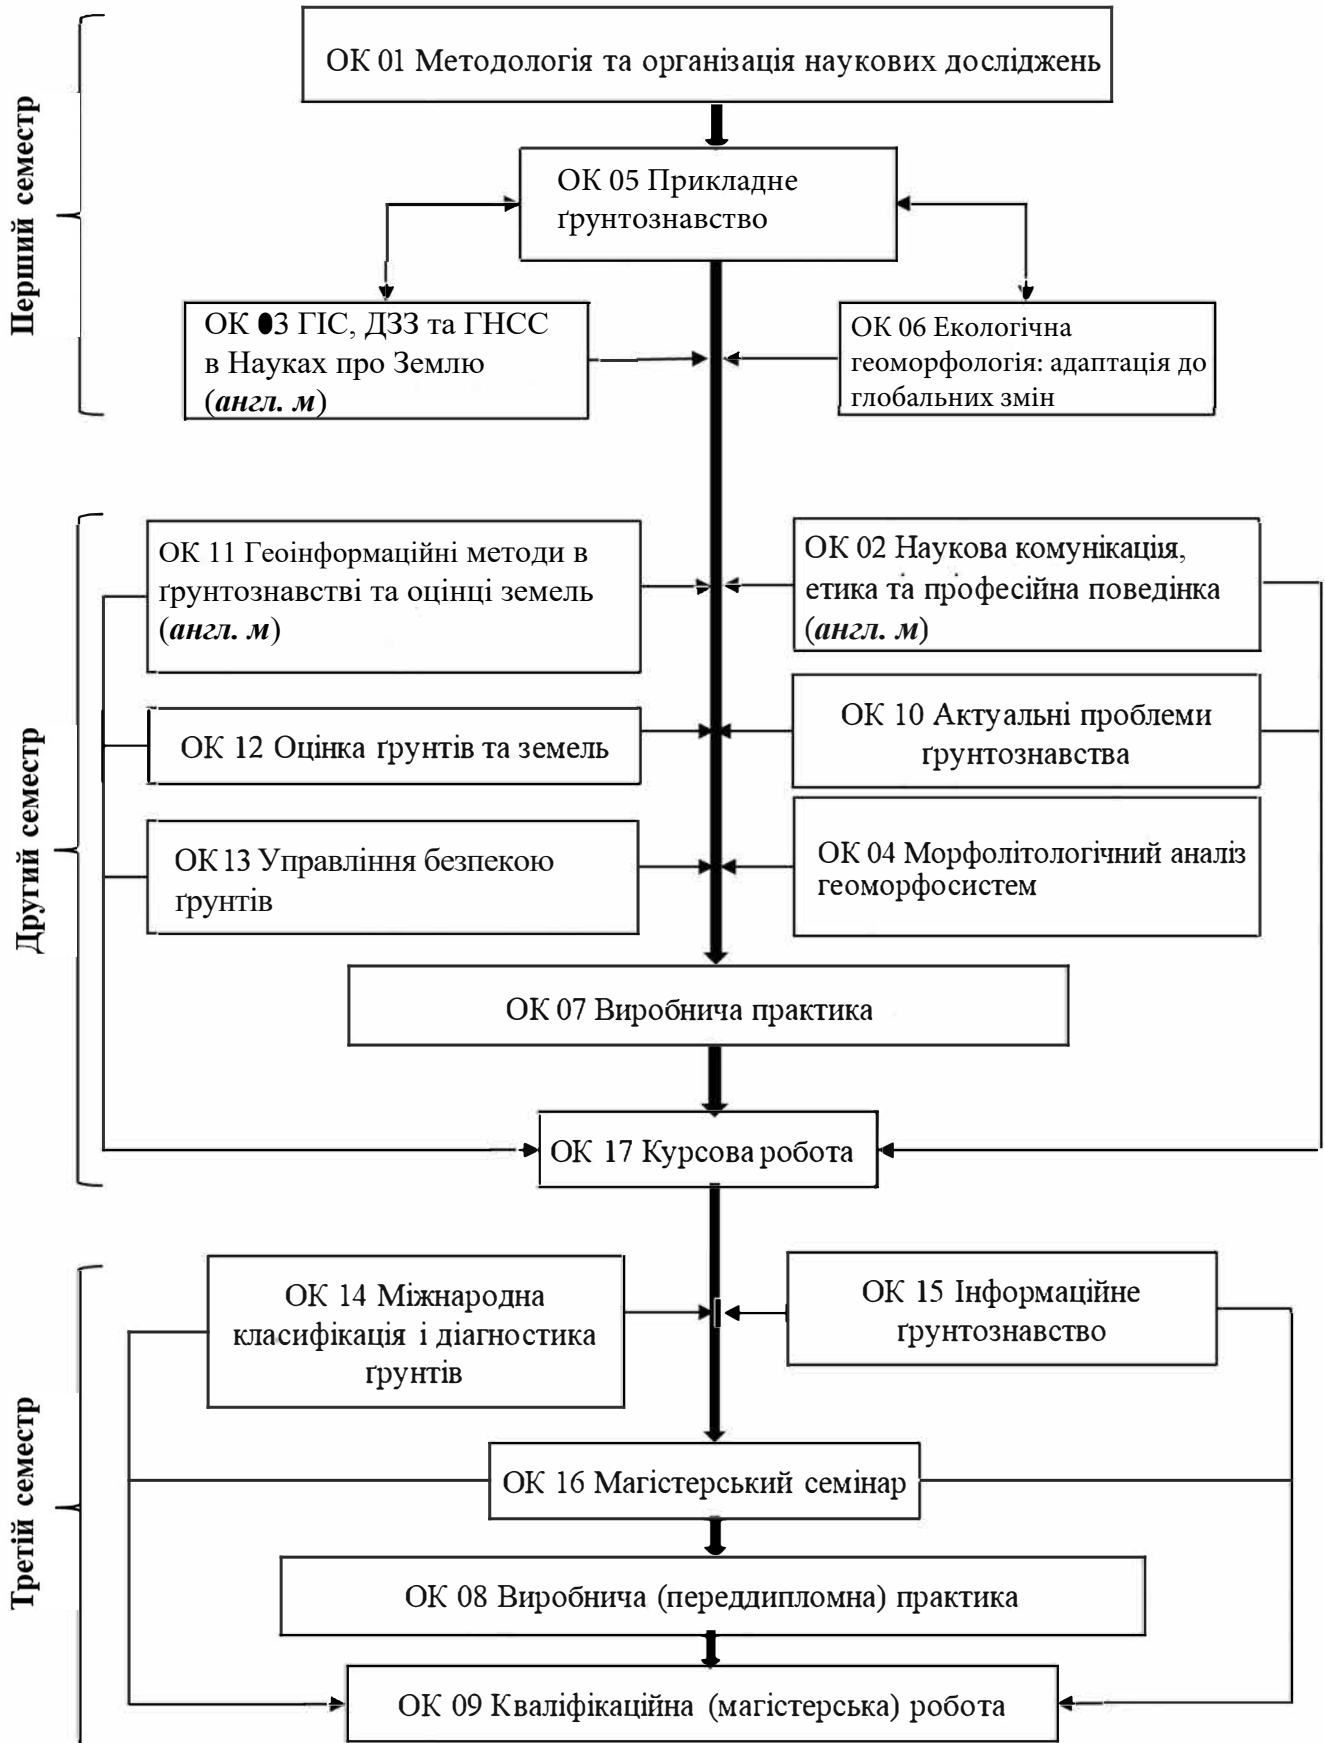 Перший семестр
ОК 01 Методологія та організація наукових досліджень
ОК 05 Прикладне
ґрунтознавство
ОК 03 ГІС, ДЗЗ та ГНСС
в Науках про Землю
(англ. м)
ОК 06 Екологічна
геоморфологія: адаптація до
глобальних змін
Другий семестр
ОК 11 Геоінформаційні методи в
ґрунтознавстві та оцінці земель
(англ. м)
ОК 02 Наукова комунікація,
етика та професійна поведінка
(англ. м)
ОК 12 Оцінка ґрунтів та земель
ОК 10 Актуальні проблеми
ґрунтознавства
ОК 13 Управління безпекою
ґрунтів
ОК 04 Морфолітологічний аналіз
геоморфосистем
ОК 07 Виробнича практика
ОК 17 Курсова робота
Третій семестр
ОК 14 Міжнародна
класифікація і діагностика
ґрунтів
ОК 15 Інформаційне
ґрунтознавство
ОК 16 Магістерський семінар
ОК 08 Виробнича (переддипломна) практика
ОК 09 Кваліфікаційна (магістерська) робота